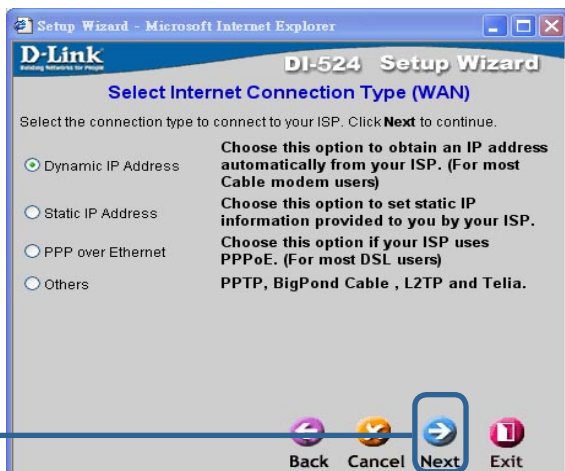 Setup Wizard - Microsoft Internet Explorer
D-Link
Building Networks for People
DI-524 Setup Wizard
Select Internet Connection Type (WAN)
Select the connection type to connect to your ISP. Click Next to continue.
Dynamic IP Address
Choose this option to obtain an IP address
automatically from your ISP. (For most
Cable modem users)
Static IP Address
Choose this option to set static IP
information provided to you by your ISP.
PPP over Ethernet
Choose this option if your ISP uses
PPPoE. (For most DSL users)
Others
PPTP, BigPond Cable , L2TP and Telia.
Back Cancel Next Exit